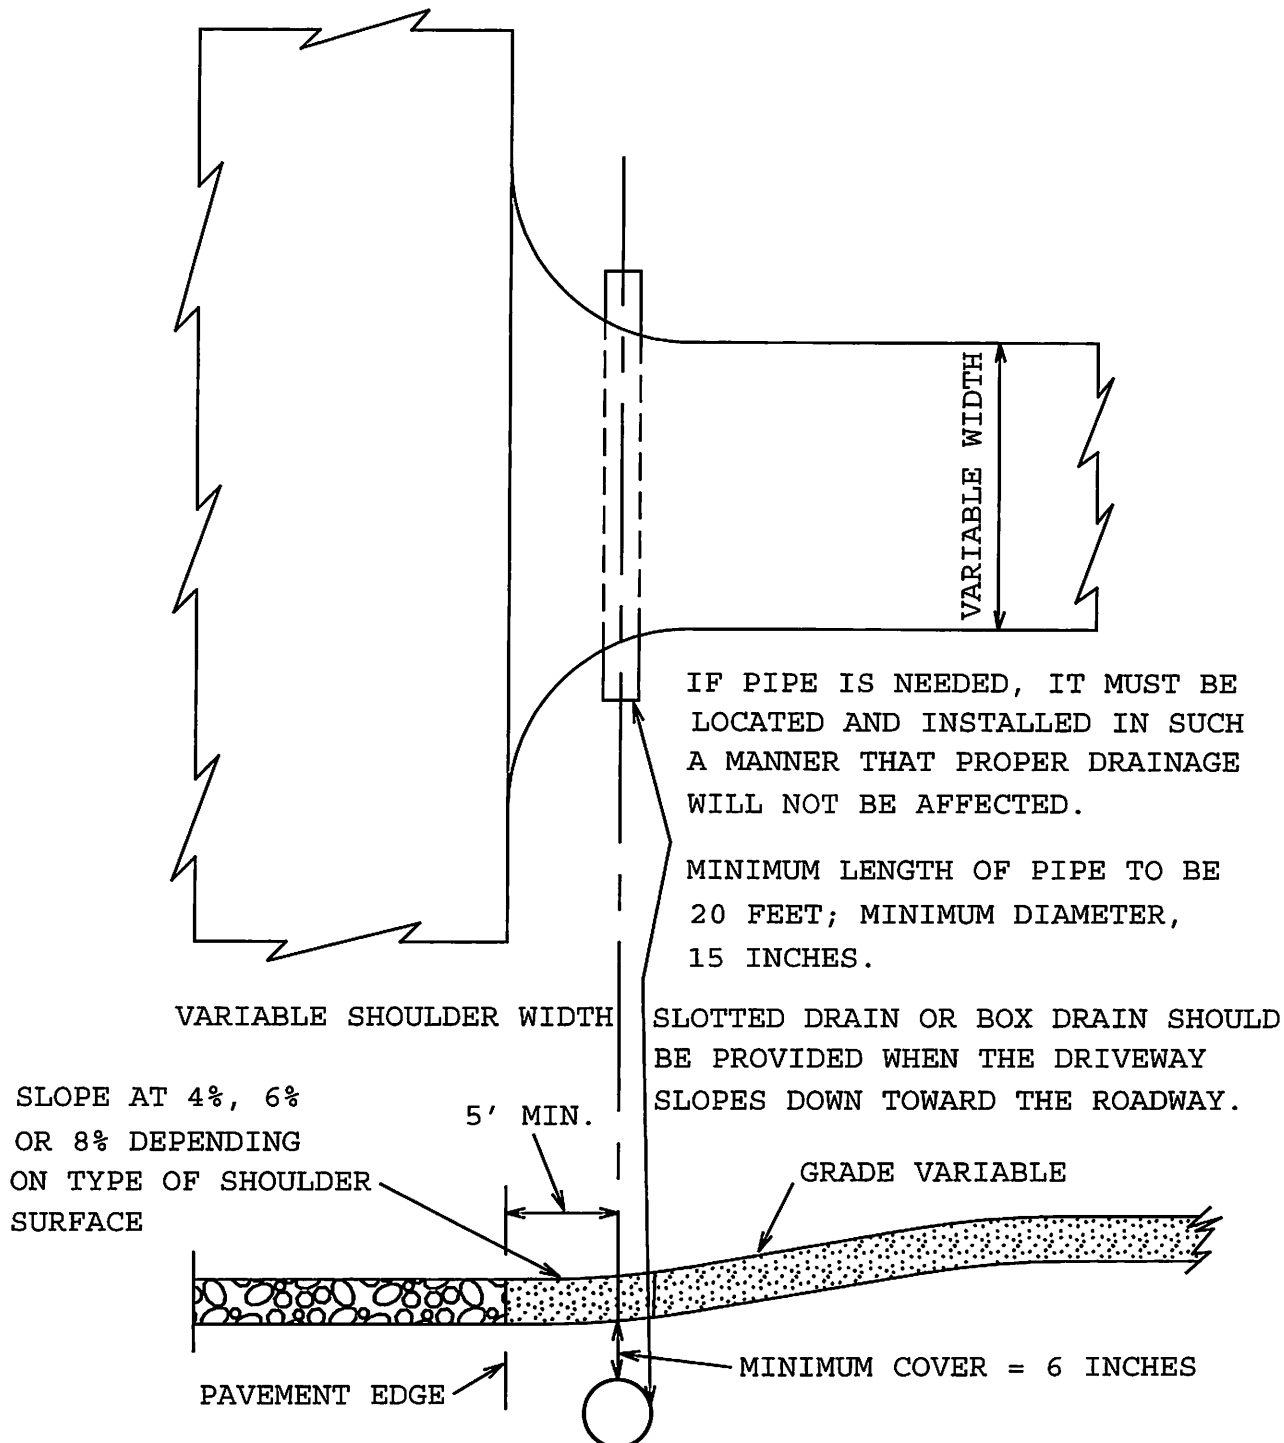 VARIABLE WIDTH
IF PIPE IS NEEDED, IT MUST BE
LOCATED AND INSTALLED IN SUCH
A MANNER THAT PROPER DRAINAGE
WILL NOT BE AFFECTED.
MINIMUM LENGTH OF PIPE TO BE
20 FEET; MINIMUM DIAMETER,
15 INCHES.
VARIABLE SHOULDER WIDTH
SLOTTED DRAIN OR BOX DRAIN SHOULD
BE PROVIDED WHEN THE DRIVEWAY
SLOPES DOWN TOWARD THE ROADWAY.
SLOPE AT 4%, 6%
OR 8% DEPENDING
ON TYPE OF SHOULDER
SURFACE
5' MIN.
GRADE VARIABLE
MINIMUM COVER = 6 INCHES
PAVEMENT EDGE